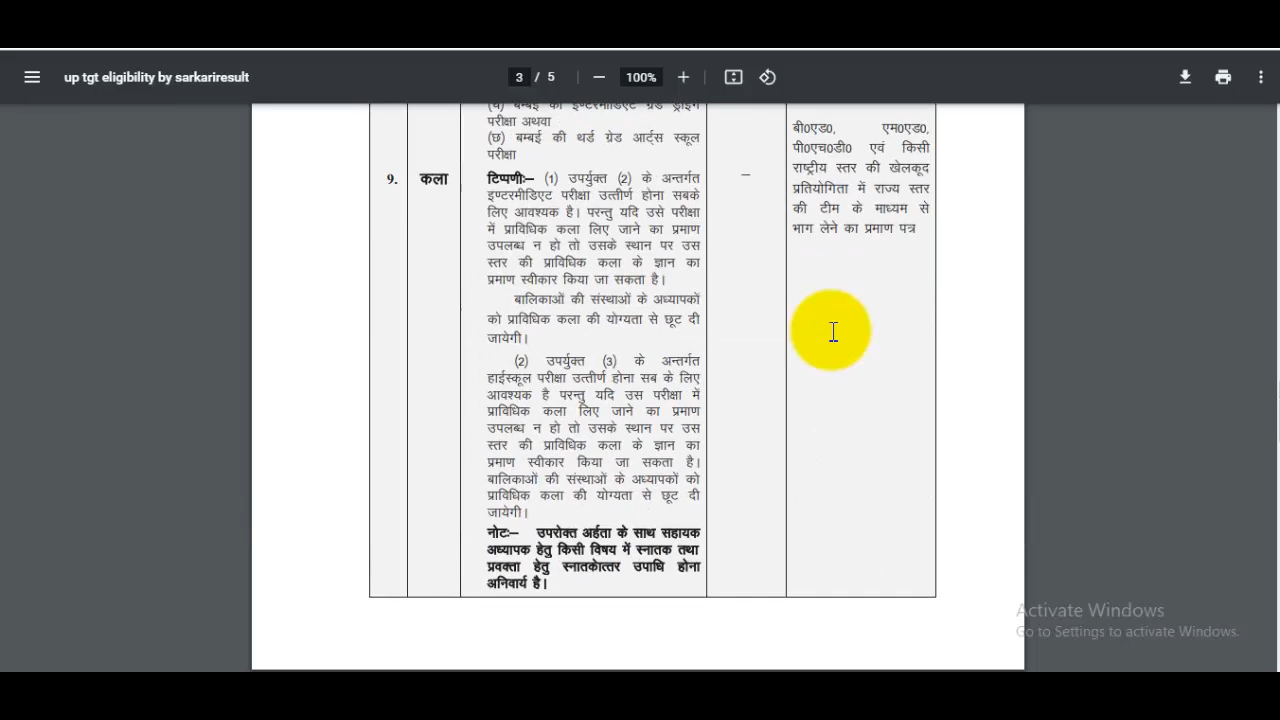 up tgt eligibility by sarkariresult
3 / 5
100%
(च) बम्बई की इण्टरमीडिएट ग्रेड ड्राइंग
परीक्षा अथवा
(छ) बम्बई की थर्ड ग्रेड आर्ट्स स्कूल
परीक्षा
9. कला
टिप्पणीः– (1) उपर्युक्त (2) के अन्तर्गत
इण्टरमीडिएट परीक्षा उत्तीर्ण होना सबके
लिए आवश्यक है। परन्तु यदि उसे परीक्षा
में प्राविधिक कला लिए जाने का प्रमाण
उपलब्ध न हो तो उसके स्थान पर उस
स्तर की प्राविधिक कला के ज्ञान का
प्रमाण स्वीकार किया जा सकता है।
बालिकाओं की संस्थाओं के अध्यापकों
को प्राविधिक कला की योग्यता से छूट दी
जायेगी।
(2) उपर्युक्त (3) के अन्तर्गत
हाईस्कूल परीक्षा उत्तीर्ण होना सब के लिए
आवश्यक है परन्तु यदि उस परीक्षा में
प्राविधिक कला लिए जाने का प्रमाण
उपलब्ध न हो तो उसके स्थान पर उस
स्तर की प्राविधिक कला के ज्ञान का
प्रमाण स्वीकार किया जा सकता है।
बालिकाओं की संस्थाओं के अध्यापकों को
प्राविधिक कला की योग्यता से छूट दी
जायेगी।
नोटः– उपरोक्त अर्हता के साथ सहायक
अध्यापक हेतु किसी विषय में स्नातक तथा
प्रवक्ता हेतु स्नातकेात्तर उपाधि होना
अनिवार्य है।
–
बी0एड0, एम0एड0,
पी0एच0डी0 एवं किसी
राष्ट्रीय स्तर की खेलकूद
प्रतियोगिता में राज्य स्तर
की टीम के माध्यम से
भाग लेने का प्रमाण पत्र
Activate Windows
Go to Settings to activate Windows.